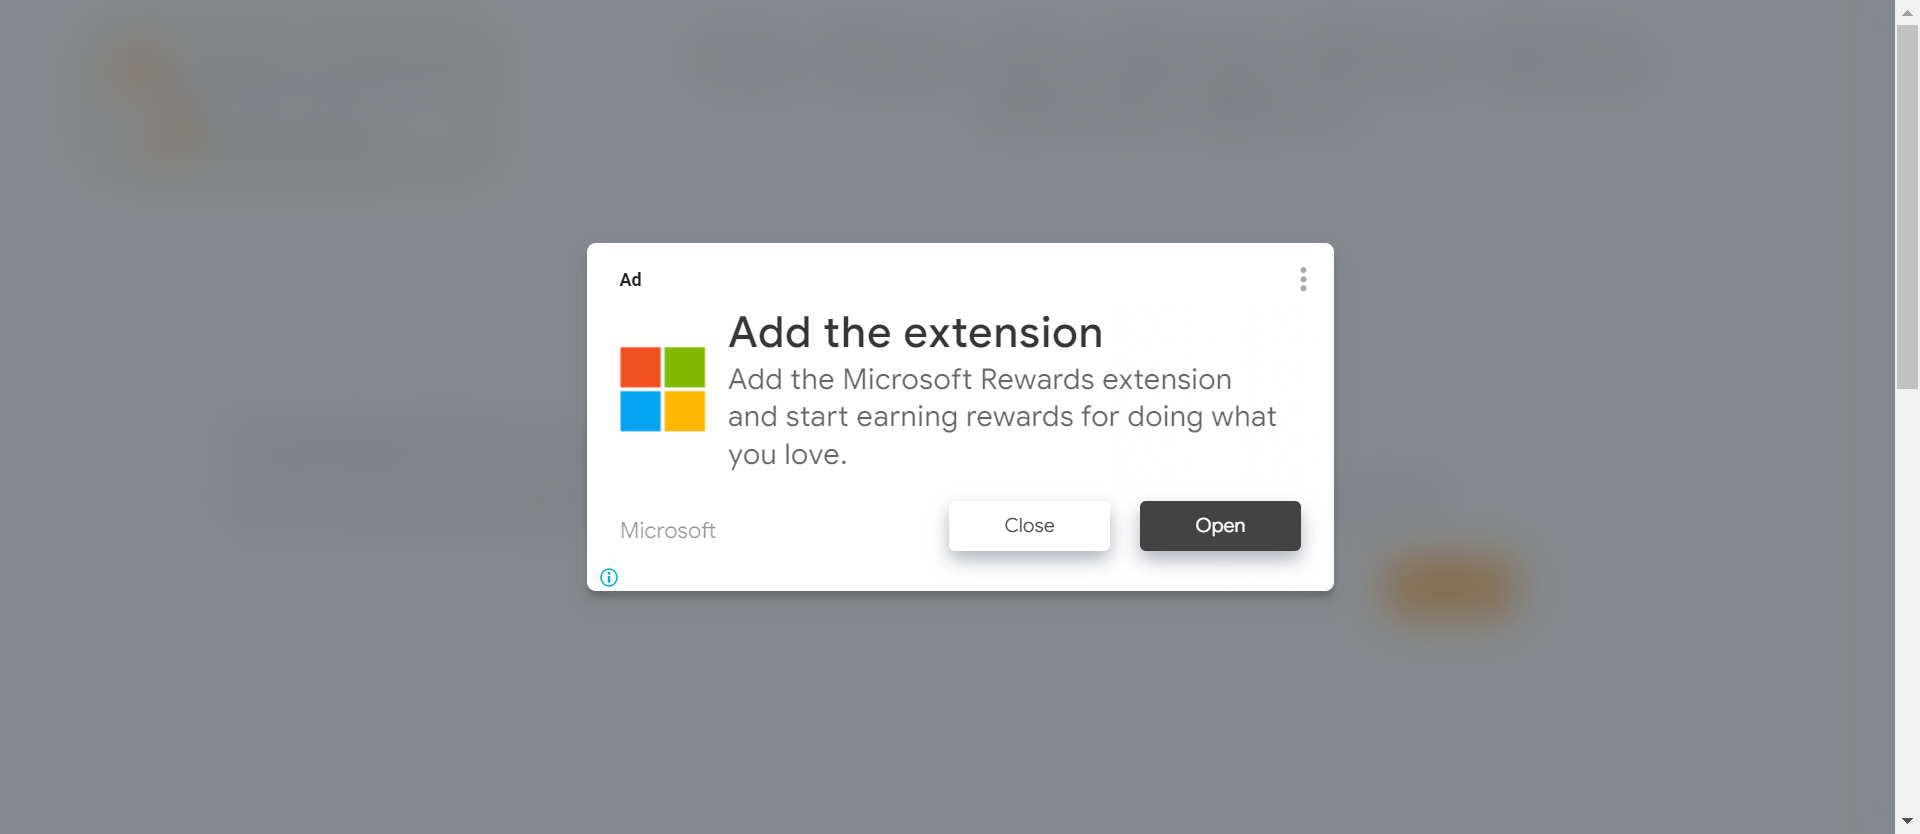 Ad
Add the extension
Add the Microsoft Rewards extension
and start earning rewards for doing what
you love.
Microsoft
Close
Open